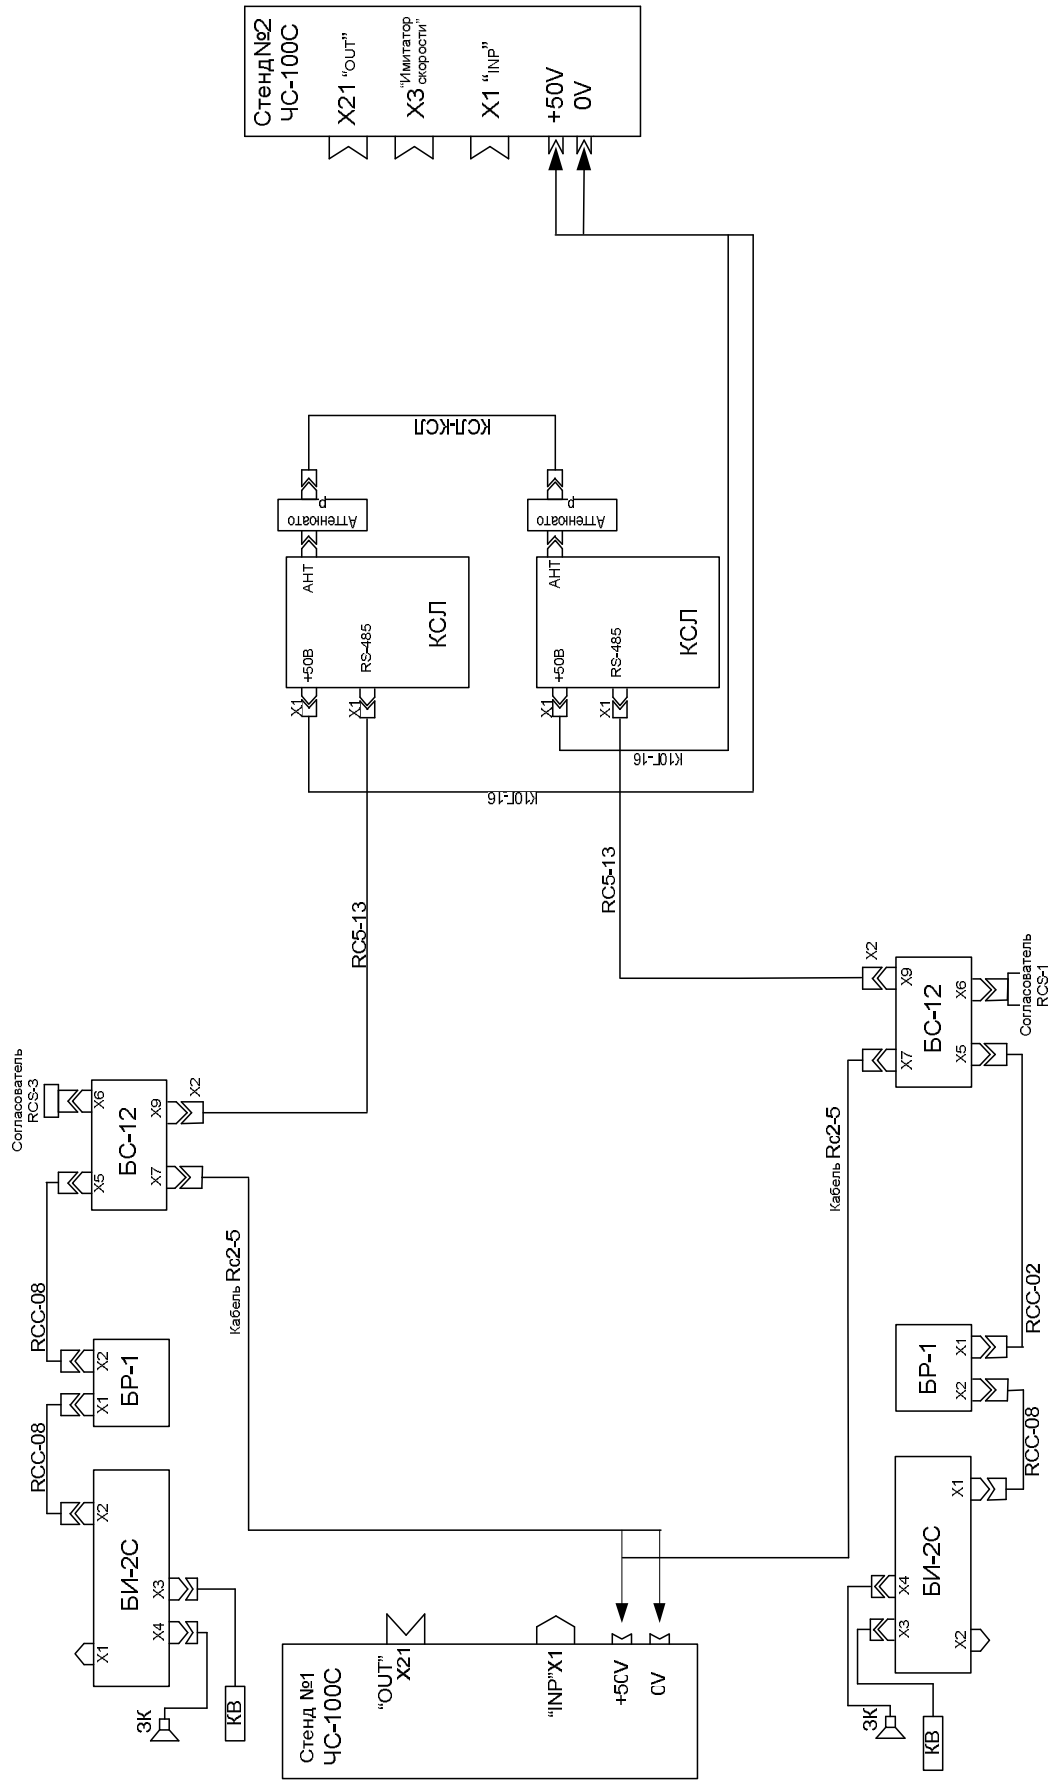 Стенд№2
ЧС-100С
X21 "OUT"
X3 "Имитатор
скорости"
X1 "INP"
+50V
0V
КСЛ-КСЛ
Аттенюато
р
АНТ
+50В
RS-485
КСЛ
X1
X1
К10Г-16
Аттенюато
р
АНТ
+50В
RS-485
КСЛ
X1
X1
К10Г-16
RC5-13
RC5-13
Согласователь
RCS-3
X6
X9
X2
БС-12
X5
X7
RCC-08
Кабель Rc2-5
X2
X1
БР-1
RCC-08
X2
X3
X4
X1
БИ-2С
ЗК
КВ
X2
X9
X6
БС-12
X7
X5
Согласователь
RCS-1
Кабель Rc2-5
RCC-02
X1
X2
БР-1
RCC-08
X1
X4
X3
X2
БИ-2С
ЗК
КВ
Стенд №1
ЧС-100С
"OUT"
X21
"INP"X1
+50V
0V